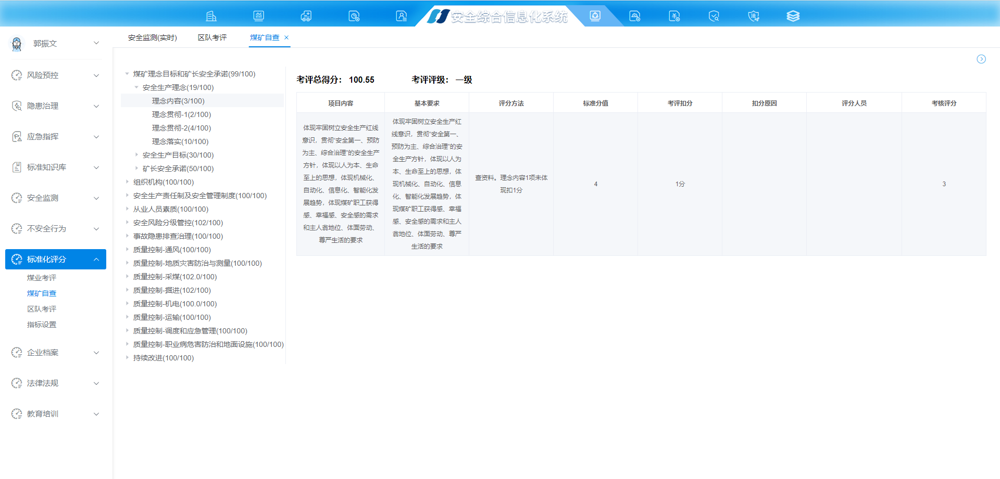 安全综合信息化系统
郭振文
风险预控
隐患治理
应急指挥
标准知识库
安全监测
不安全行为
标准化评分
煤业考评
煤矿自查
区队考评
指标设置
企业档案
法律法规
教育培训
安全监测(实时) 区队考评 煤矿自查 ×
煤矿理念目标和矿长安全承诺(99/100)
安全生产理念(19/100)
理念内容(3/100)
理念贯彻-1(2/100)
理念贯彻-2(4/100)
理念落实(10/100)
安全生产目标(30/100)
矿长安全承诺(50/100)
组织机构(100/100)
安全生产责任制及安全管理制度(100/100)
从业人员素质(100/100)
安全风险分级管控(102/100)
事故隐患排查治理(100/100)
质量控制-通风(100/100)
质量控制-地质灾害防治与测量(100/100)
质量控制-采煤(102.0/100)
质量控制-掘进(102/100)
质量控制-机电(100.0/100)
质量控制-运输(100/100)
质量控制-调度和应急管理(100/100)
质量控制-职业病危害防治和地面设施(100/100)
持续改进(100/100)
考评总得分： 100.55 考评评级： 一级
项目内容 基本要求 评分方法 标准分值 考评扣分 扣分原因 评分人员 考核评分
体现牢固树立安全生产红线
意识，贯彻“安全第一、预防
为主、综合治理”的安全生产
方针，体现以人为本、生命
至上的思想，体现机械化、
自动化、信息化、智能化发
展趋势，体现煤矿职工获得
感、幸福感、安全感的需求
和主人翁地位、体面劳动、
尊严生活的要求
体现牢固树立安全生产红
线意识，贯彻“安全第一、
预防为主、综合治理”的安
全生产方针，体现以人为
本、生命至上的思想，体
现机械化、自动化、信息
化、智能化发展趋势，体
现煤矿职工获得感、幸福
感、安全感的需求和主人
翁地位、体面劳动、尊严
生活的要求
查资料。理念内容1项未体
现扣1分
4
1分
3